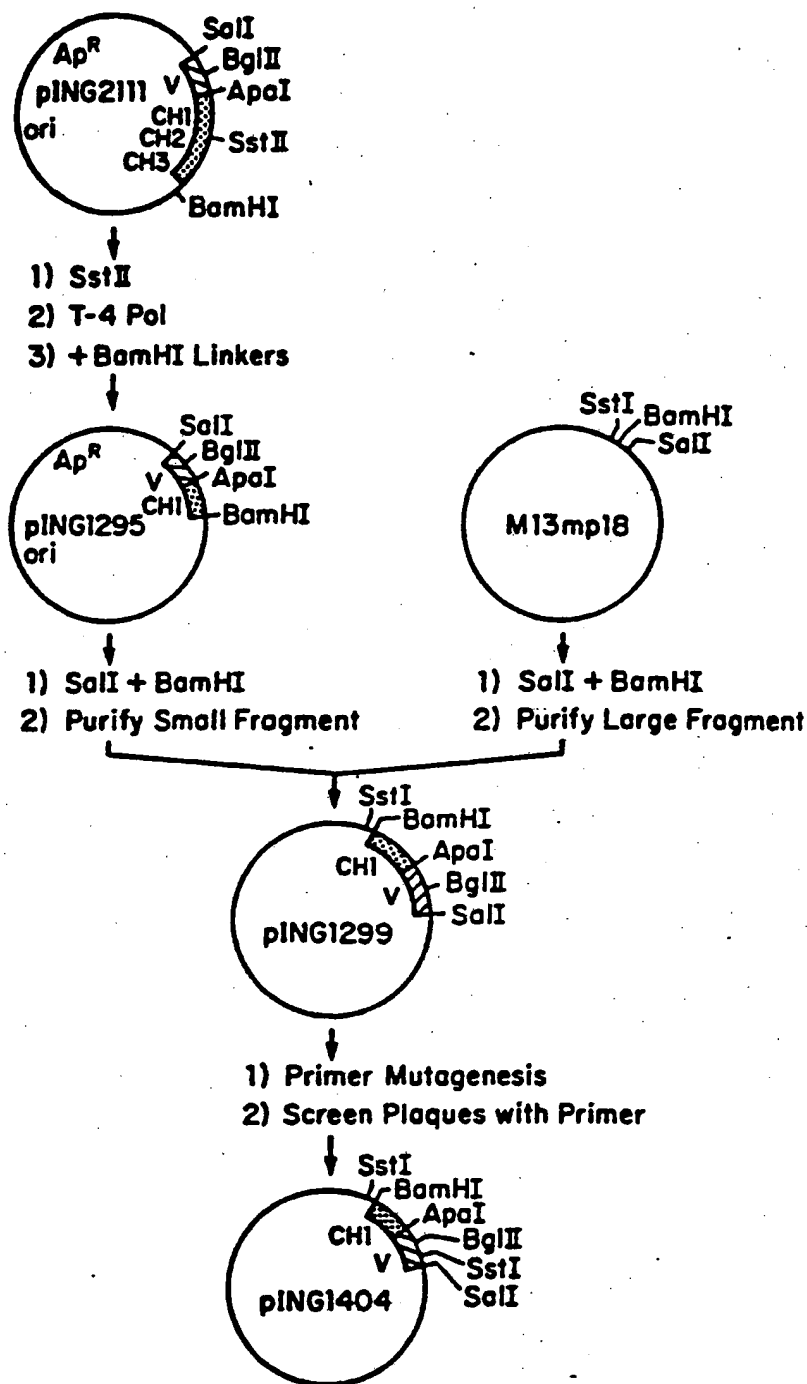 SalI
Ap^R
BglII
V
pING2111
ApaI
CH1
ori
CH2
SstII
CH3
BamHI
1) SstII
2) T-4 Pol
3) +BamHI Linkers
SalI
Ap^R
BglII
V
ApaI
CH1
BamHI
pING1295
ori
SstI
BamHI
SalI
M13mp18
1) SalI + BamHI
2) Purify Small Fragment
1) SalI + BamHI
2) Purify Large Fragment
SstI
BamHI
ApaI
CH1
BglII
V
SalI
pING1299
1) Primer Mutagenesis
2) Screen Plaques with Primer
SstI
BamHI
ApaI
CH1
BglII
V
SstI
SalI
pING1404